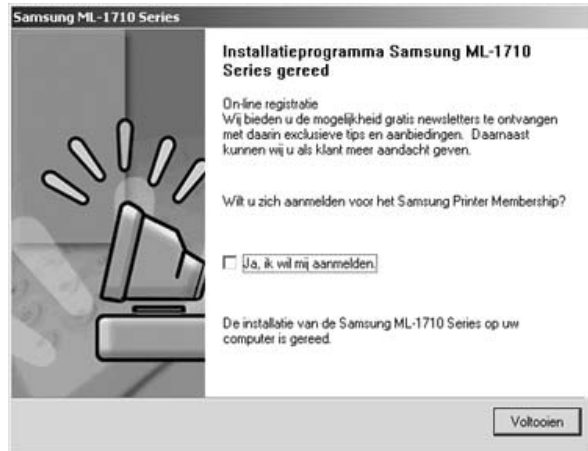 Samsung ML-1710 Series
Installatieprogramma Samsung ML-1710
Series gereed
On-line registratie
Wij bieden u de mogelijkheid gratis newsletters te ontvangen
met daarin exclusieve tips en aanbiedingen. Daarnaast
kunnen wij u als klant meer aandacht geven.
Wilt u zich aanmelden voor het Samsung Printer Membership?
Ja, ik wil mij aanmelden.
De installatie van de Samsung ML-1710 Series op uw
computer is gereed.
Voltooien